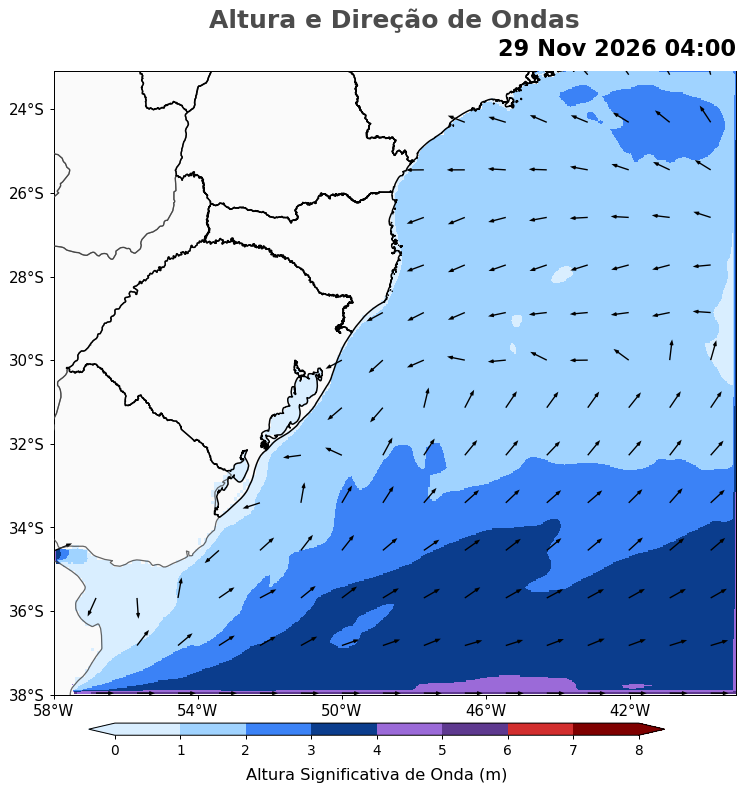 Altura e Direção de Ondas
29 Nov 2026 04:00
24°S
26°S
28°S
30°S
32°S
34°S
36°S
38°S
58°W 54°W 50°W 46°W 42°W
0 1 2 3 4 5 6 7 8
Altura Significativa de Onda (m)